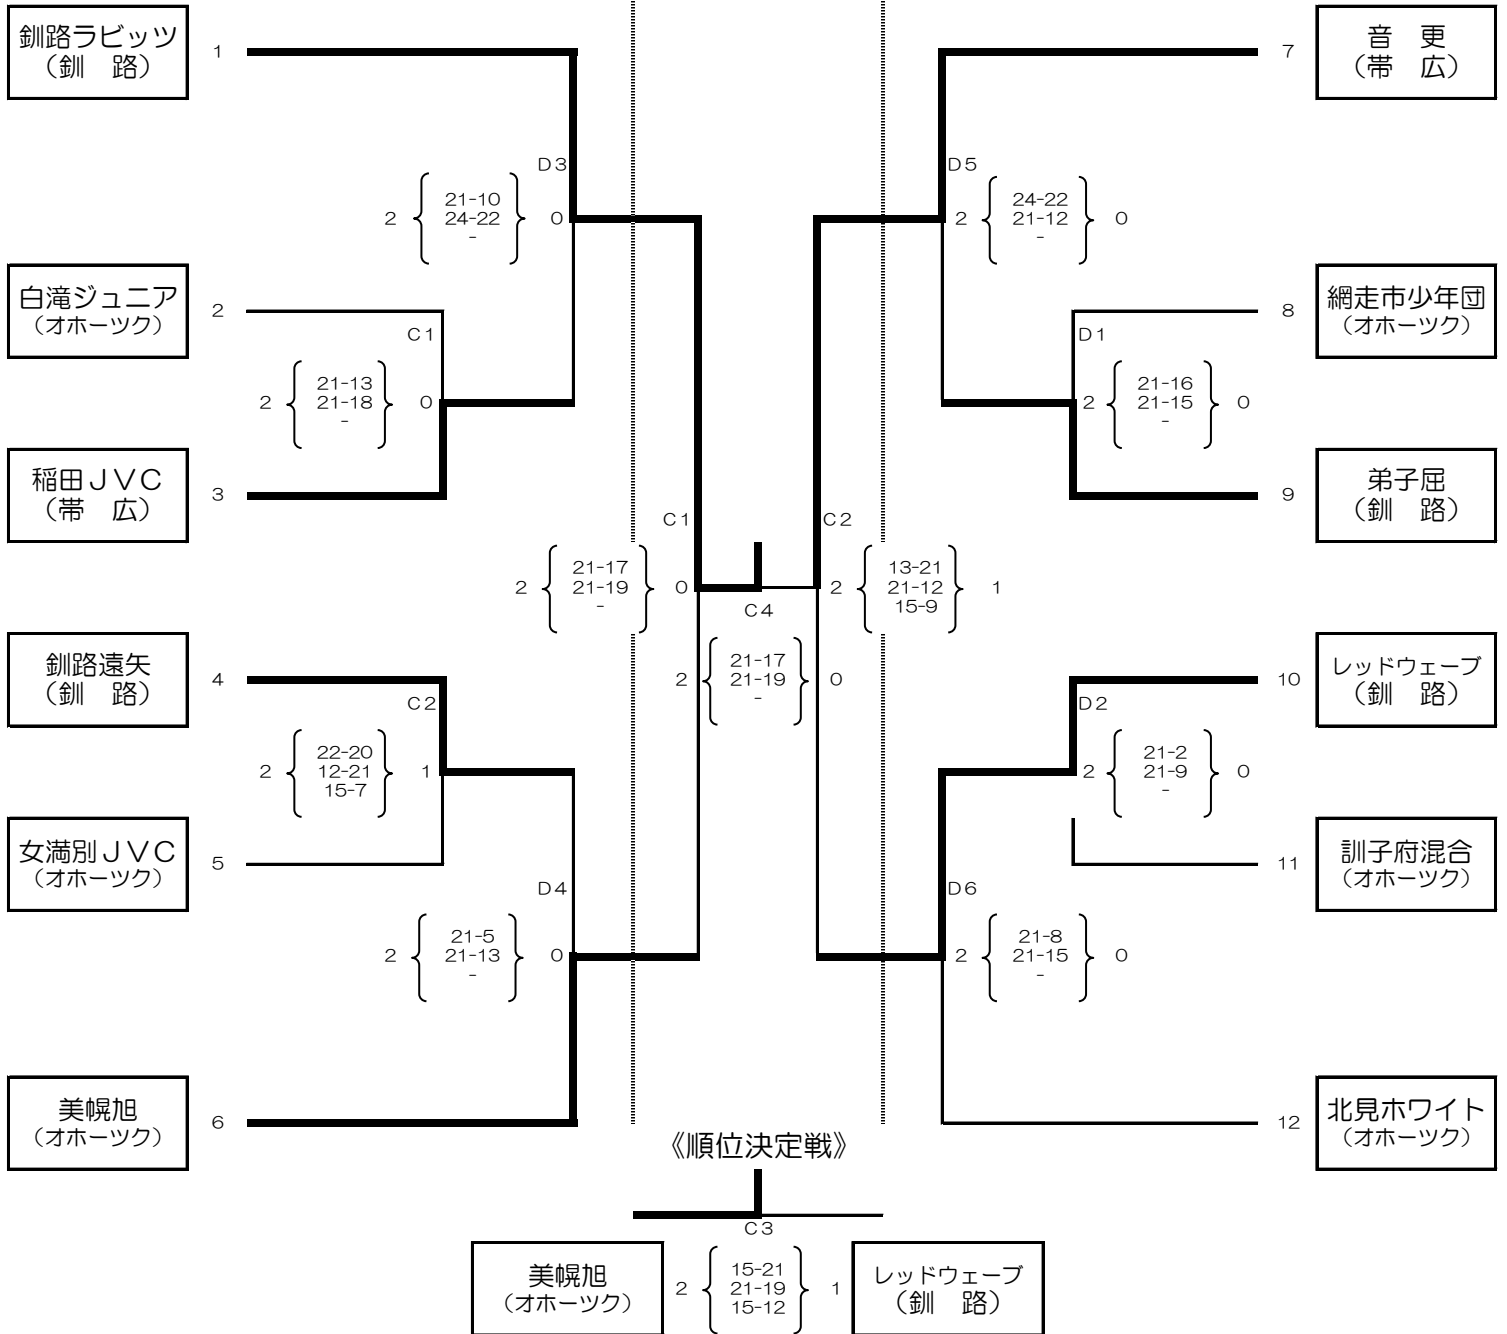 釧路ラビッツ
（釧　路）
1
7
音　更
（帯　広）
D3
2
21-10
24-22
-
0
D5
2
24-22
21-12
-
0
白滝ジュニア
（オホーツク）
2
8
網走市少年団
（オホーツク）
C1
2
21-13
21-18
-
0
D1
2
21-16
21-15
-
0
稲田ＪＶＣ
（帯　広）
3
9
弟子屈
（釧　路）
C1
2
21-17
21-19
-
0
C2
2
13-21
21-12
15-9
1
C4
2
21-17
21-19
-
0
釧路遠矢
（釧　路）
4
10
レッドウェーブ
（釧　路）
C2
2
22-20
12-21
15-7
1
D2
2
21-2
21-9
-
0
女満別ＪＶＣ
（オホーツク）
5
11
訓子府混合
（オホーツク）
D4
2
21-5
21-13
-
0
D6
2
21-8
21-15
-
0
美幌旭
（オホーツク）
6
12
北見ホワイト
（オホーツク）
《順位決定戦》
C3
美幌旭
（オホーツク）
2
15-21
21-19
15-12
1
レッドウェーブ
（釧　路）